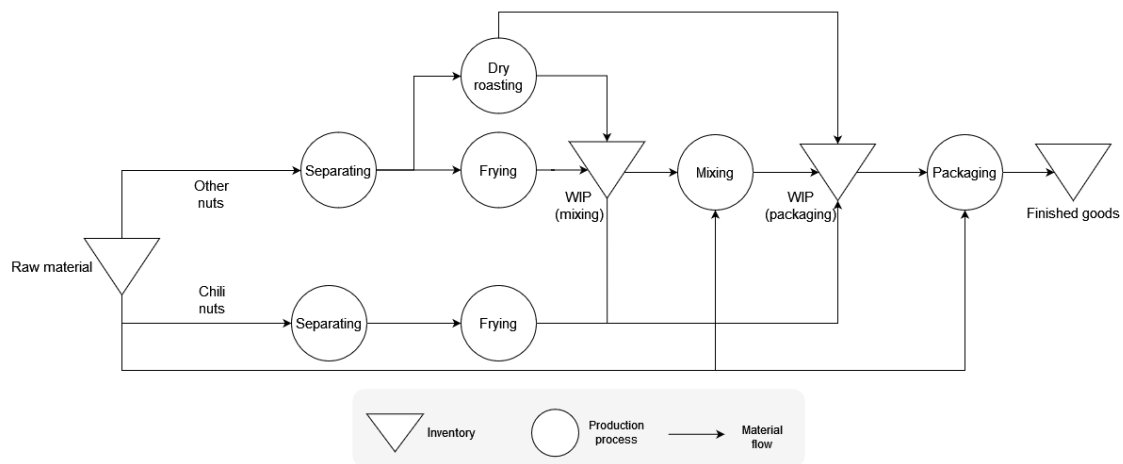 Dry
roasting
Separating
Frying
Mixing
Packaging
Other
nuts
WIP
(mixing)
WIP
(packaging)
Finished goods
Raw material
Chili
nuts
Separating
Frying
Inventory
Production
process
Material
flow